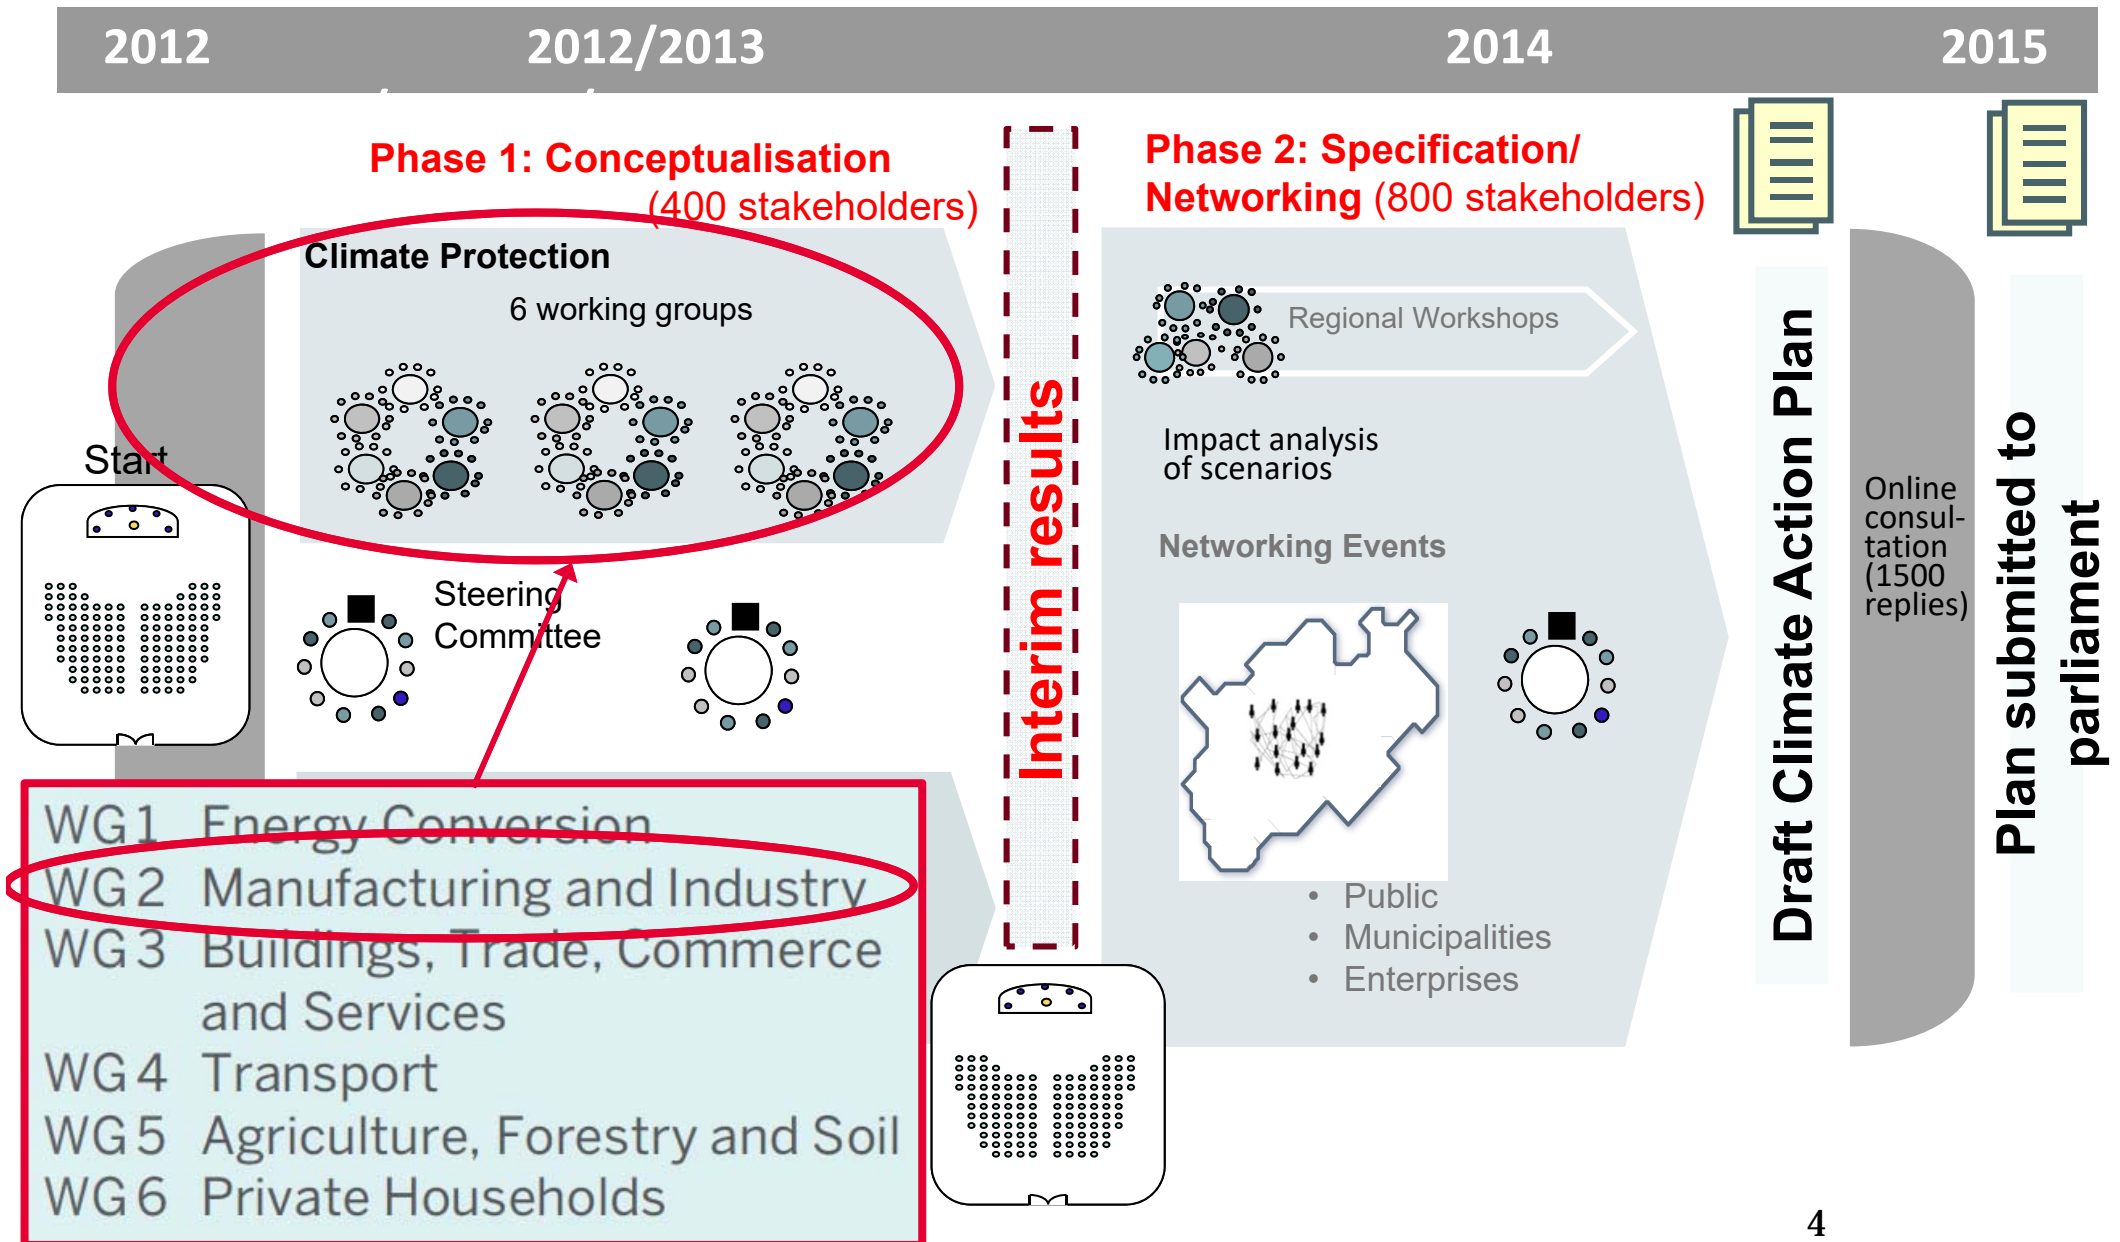 2012 2012/2013 2014 2015
Phase 1: Conceptualisation
(400 stakeholders)
Phase 2: Specification/
Networking (800 stakeholders)
Climate Protection
6 working groups
Start
Steering
Committee
WG1 Energy Conversion
WG2 Manufacturing and Industry
WG3 Buildings, Trade, Commerce
and Services
WG4 Transport
WG5 Agriculture, Forestry and Soil
WG6 Private Households
Interim results
Regional Workshops
Impact analysis
of scenarios
Networking Events
• Public
• Municipalities
• Enterprises
Draft Climate Action Plan
Online
consul-
tation
(1500
replies)
Plan submitted to
parliament
4